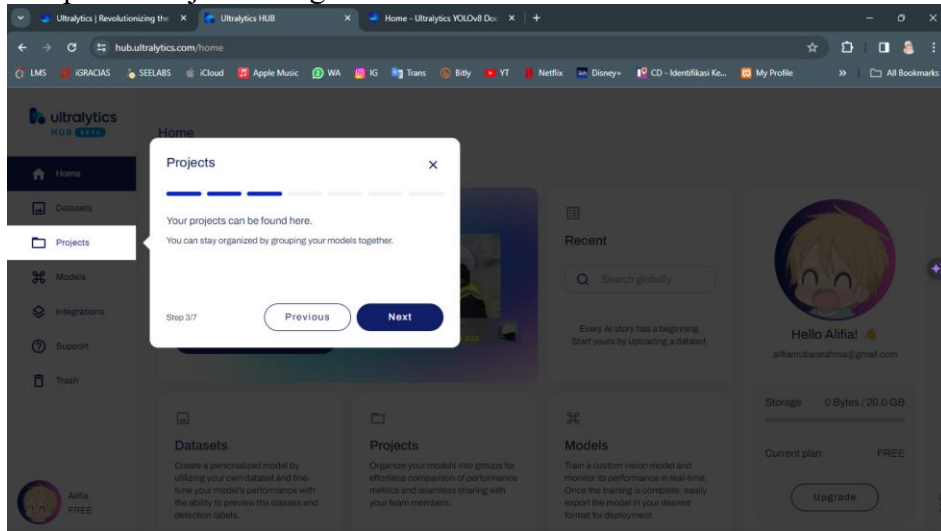 Ultralytics | Revolutionizing the
Ultralytics HUB
Home - Ultralytics YOLOv8 Doc
hub.ultralytics.com/home
LMS
iGRACIAS
SEELABS
iCloud
Apple Music
WA
IG
Trans
Bitly
YT
Netflix
Disney+
CD - Identifikasi Ke...
My Profile
All Bookmarks
ultralytics
HUB BETA
Home
Home
Datasets
Projects
Models
Integrations
Support
Trash
Alifia
FREE
Projects
Your projects can be found here.
You can stay organized by grouping your models together.
Step 3/7
Previous
Next
Recent
Search globally
Every AI story has a beginning.
Start yours by uploading a dataset.
Hello Alifia!
alifiamutiararahma@gmail.com
Storage 0 Bytes / 20.0 GB
Current plan FREE
Upgrade
Datasets
Create a personalized model by
utilizing your own dataset and fine-
tune your model's performance with
the ability to preview the classes and
detection labels.
Projects
Organize your models into groups for
effortless comparison of performance
metrics and seamless sharing with
your team members.
Models
Train a custom vision model and
monitor its performance in real-time.
Once the training is complete, easily
export the model in your desired
format for deployment.